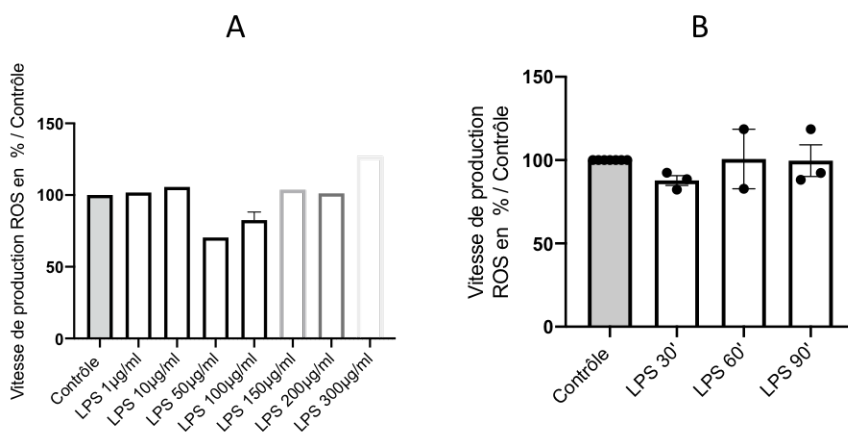 A
Vitesse de production ROS en % / Contrôle
150
100
50
0
Contrôle
LPS 1µg/ml
LPS 10µg/ml
LPS 50µg/ml
LPS 100µg/ml
LPS 150µg/ml
LPS 200µg/ml
LPS 300µg/ml
B
Vitesse de production
ROS en % / Contrôle
150
100
50
0
Contrôle
LPS 30'
LPS 60'
LPS 90'